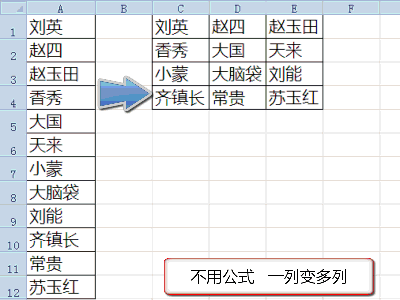 A B C D E F
1 刘英 刘英 赵四 赵玉田
2 赵四 香秀 大国 天来
3 赵玉田 小蒙 大脑袋 刘能
4 香秀 齐镇长 常贵 苏玉红
5 大国
6 天来
7 小蒙
8 大脑袋
9 刘能
10 齐镇长
11 常贵
12 苏玉红
不用公式 一列变多列